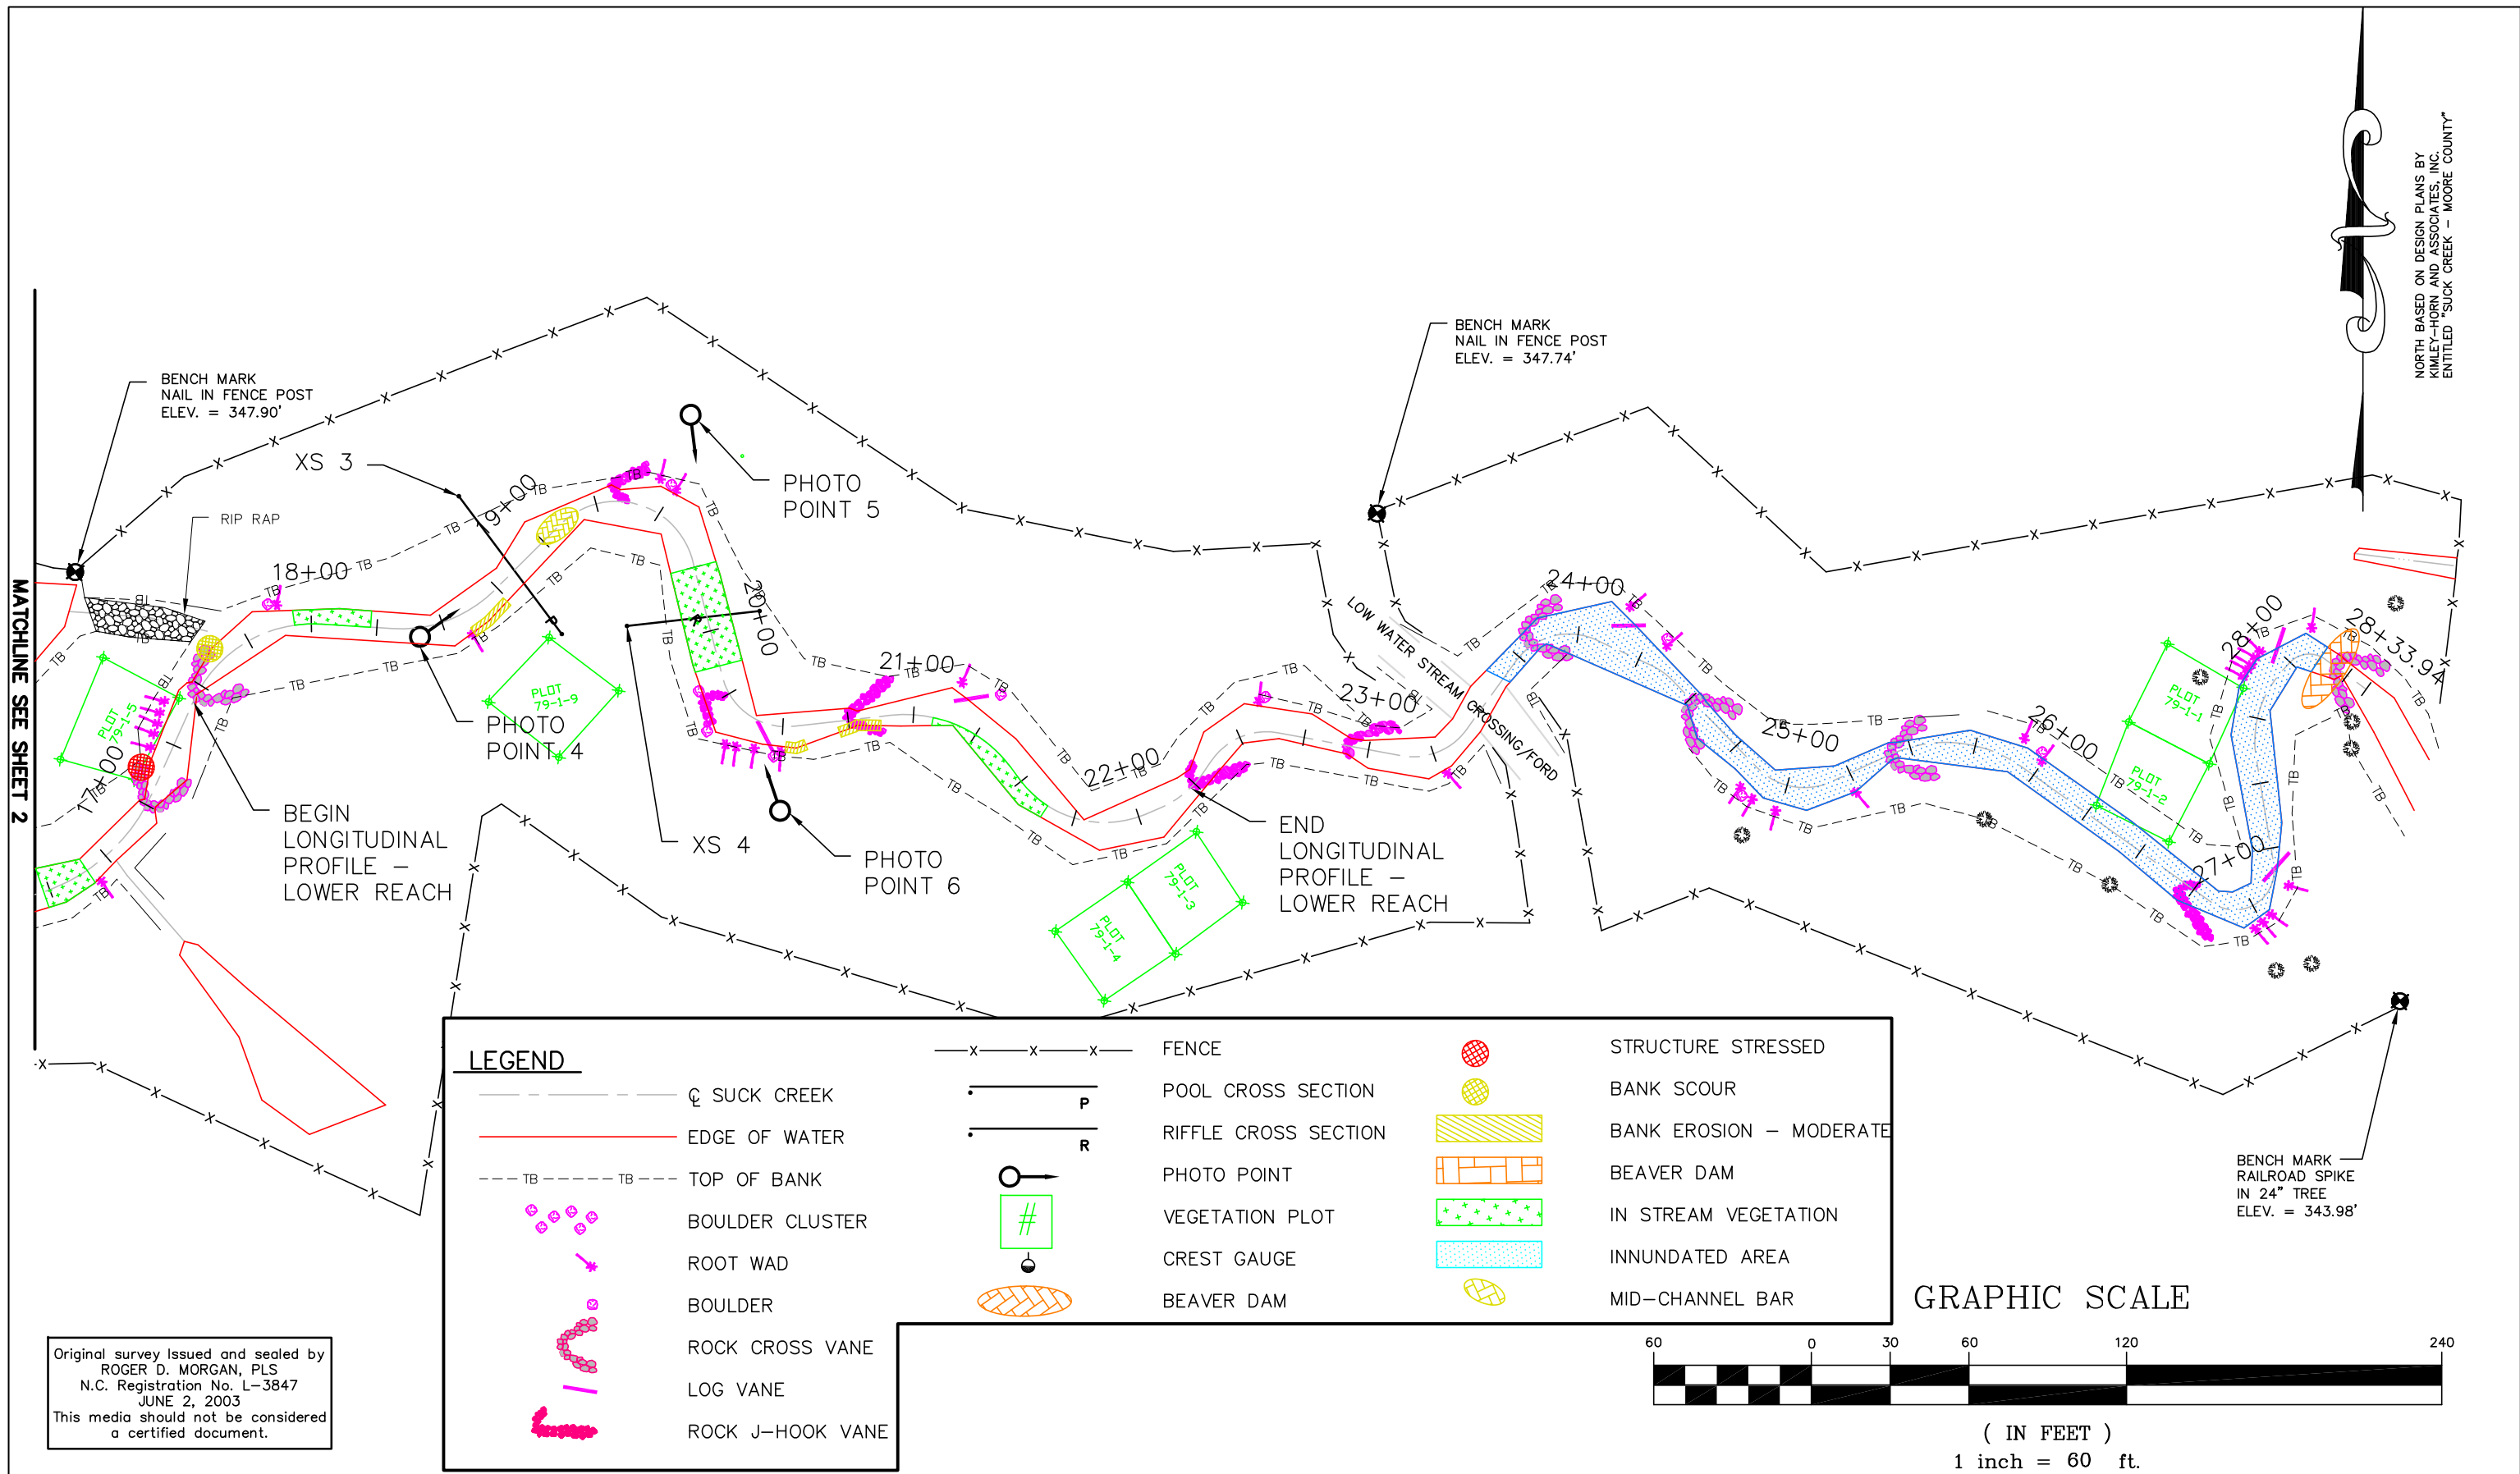 NORTH BASED ON DESIGN PLANS BY
KIMLEY-HORN AND ASSOCIATES, INC.
ENTITLED "SUCK CREEK - MOORE COUNTY"
BENCH MARK
NAIL IN FENCE POST
ELEV. = 347.74'
BENCH MARK
NAIL IN FENCE POST
ELEV. = 347.90'
XS 3
RIP RAP
PHOTO
POINT 5
MATCHLINE SEE SHEET 2
17+00
18+00
9+00
20+00
21+00
22+00
23+00
24+00
25+00
26+00
27+00
28+00
28+33.94
LOW WATER STREAM
CROSSING/FORD
PLOT
79-1-5
PLOT
79-1-9
PHOTO
POINT 4
PLOT
79-1-1
PLOT
79-1-2
BEGIN
LONGITUDINAL
PROFILE -
LOWER REACH
XS 4
PHOTO
POINT 6
END
LONGITUDINAL
PROFILE -
LOWER REACH
PLOT
79-1-3
PLOT
79-1-4
TB
X
LEGEND
℄ SUCK CREEK
EDGE OF WATER
TB TB TOP OF BANK
BOULDER CLUSTER
ROOT WAD
BOULDER
ROCK CROSS VANE
LOG VANE
ROCK J-HOOK VANE
X X X FENCE
P POOL CROSS SECTION
R RIFFLE CROSS SECTION
PHOTO POINT
# VEGETATION PLOT
CREST GAUGE
BEAVER DAM
STRUCTURE STRESSED
BANK SCOUR
BANK EROSION - MODERATE
BEAVER DAM
IN STREAM VEGETATION
INNUNDATED AREA
MID-CHANNEL BAR
BENCH MARK
RAILROAD SPIKE
IN 24" TREE
ELEV. = 343.98'
GRAPHIC SCALE
60 0 30 60 120 240
( IN FEET )
1 inch = 60 ft.
Original survey Issued and sealed by
ROGER D. MORGAN, PLS
N.C. Registration No. L-3847
JUNE 2, 2003
This media should not be considered
a certified document.